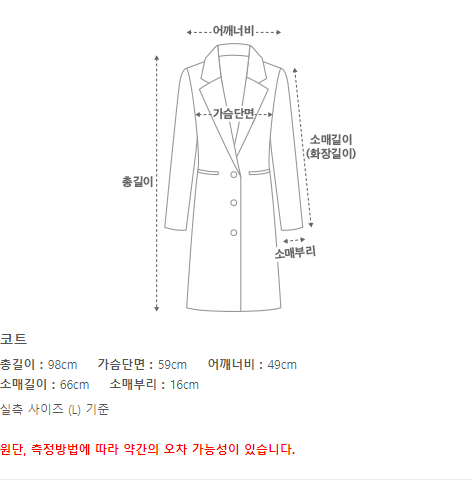 어깨너비
가슴단면
소매길이
(화장길이)
총길이
소매부리
코트
총길이 : 98cm 가슴단면 : 59cm 어깨너비 : 49cm
소매길이 : 66cm 소매부리 : 16cm
실측 사이즈 (L) 기준
원단, 측정방법에 따라 약간의 오차 가능성이 있습니다.